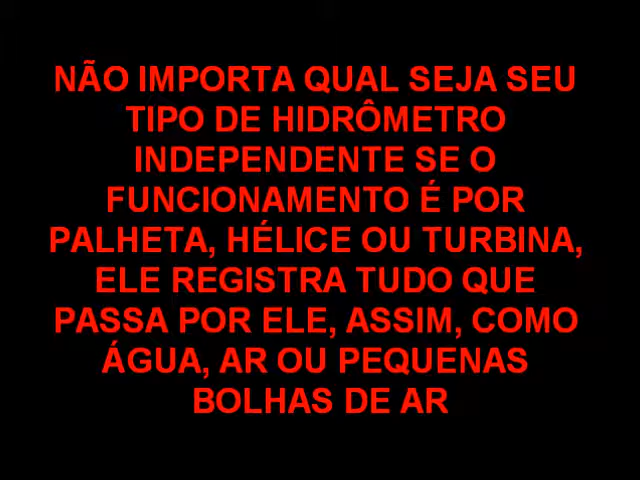 NÃO IMPORTA QUAL SEJA SEU
TIPO DE HIDRÔMETRO
INDEPENDENTE SE O
FUNCIONAMENTO É POR
PALHETA, HÉLICE OU TURBINA,
ELE REGISTRA TUDO QUE
PASSA POR ELE, ASSIM, COMO
ÁGUA, AR OU PEQUENAS
BOLHAS DE AR